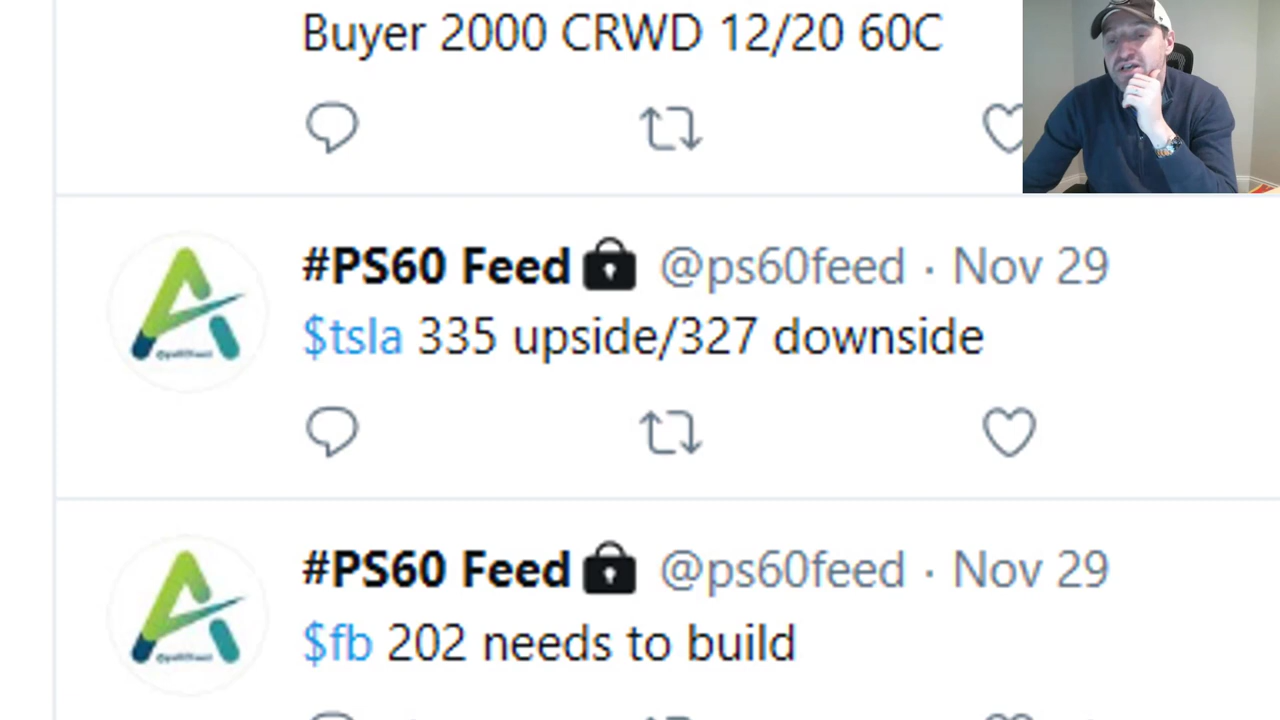 Buyer 2000 CRWD 12/20 60C
#PS60 Feed @ps60feed · Nov 29
$tsla 335 upside/327 downside
#PS60 Feed @ps60feed · Nov 29
$fb 202 needs to build